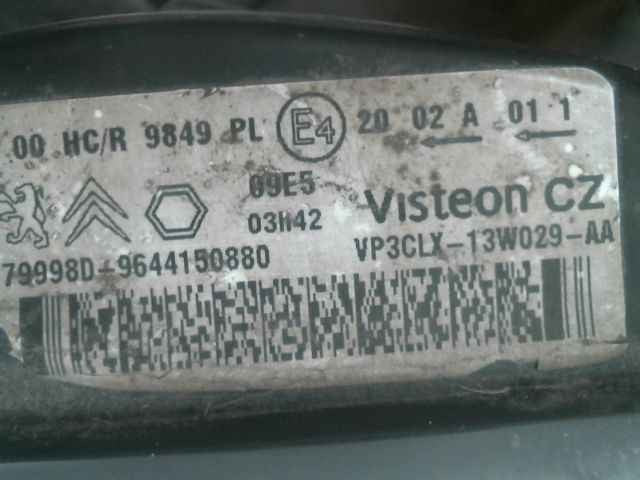 00 HC/R 9849 PL E4 20 02 A 01 1
09E5
03H42
Visteon CZ
79998D-9644150880
VP3CLX-13W029-AA